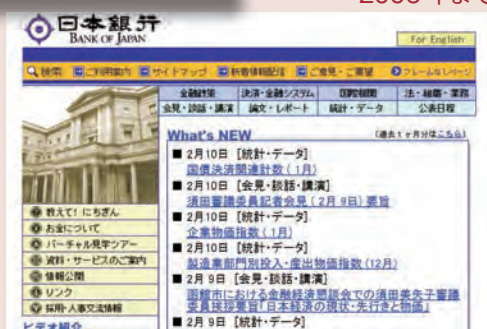 日本銀行
BANK OF JAPAN
For English
検索 ご利用案内 サイトマップ 新着情報配信 ご意見・ご要望 フレームなしページ
金融政策 決済・金融システム 国際金融 法・組織・業務
会見・談話・講演 論文・レポート 統計・データ 公表日程
What's NEW
(過去1ヶ月分はこちら)
■ 2月10日 [統計・データ]
国債決済関連計数(1月)
■ 2月10日 [会見・談話・講演]
須田審議委員記者会見(2月9日)要旨
■ 2月10日 [統計・データ]
企業物価指数(1月)
■ 2月10日 [統計・データ]
製造業部門別投入・産出物価指数(12月)
■ 2月 9日 [会見・談話・講演]
函館市における金融経済懇談会での須田美矢子審議
委員挨拶要旨「日本経済の現状・先行きと物価」
■ 2月 9日 [統計・データ]
教えて! にちぎん
お金について
バーチャル見学ツアー
資料・サービスのご案内
情報公開
リンク
採用・人事交流情報
ビデオ紹介